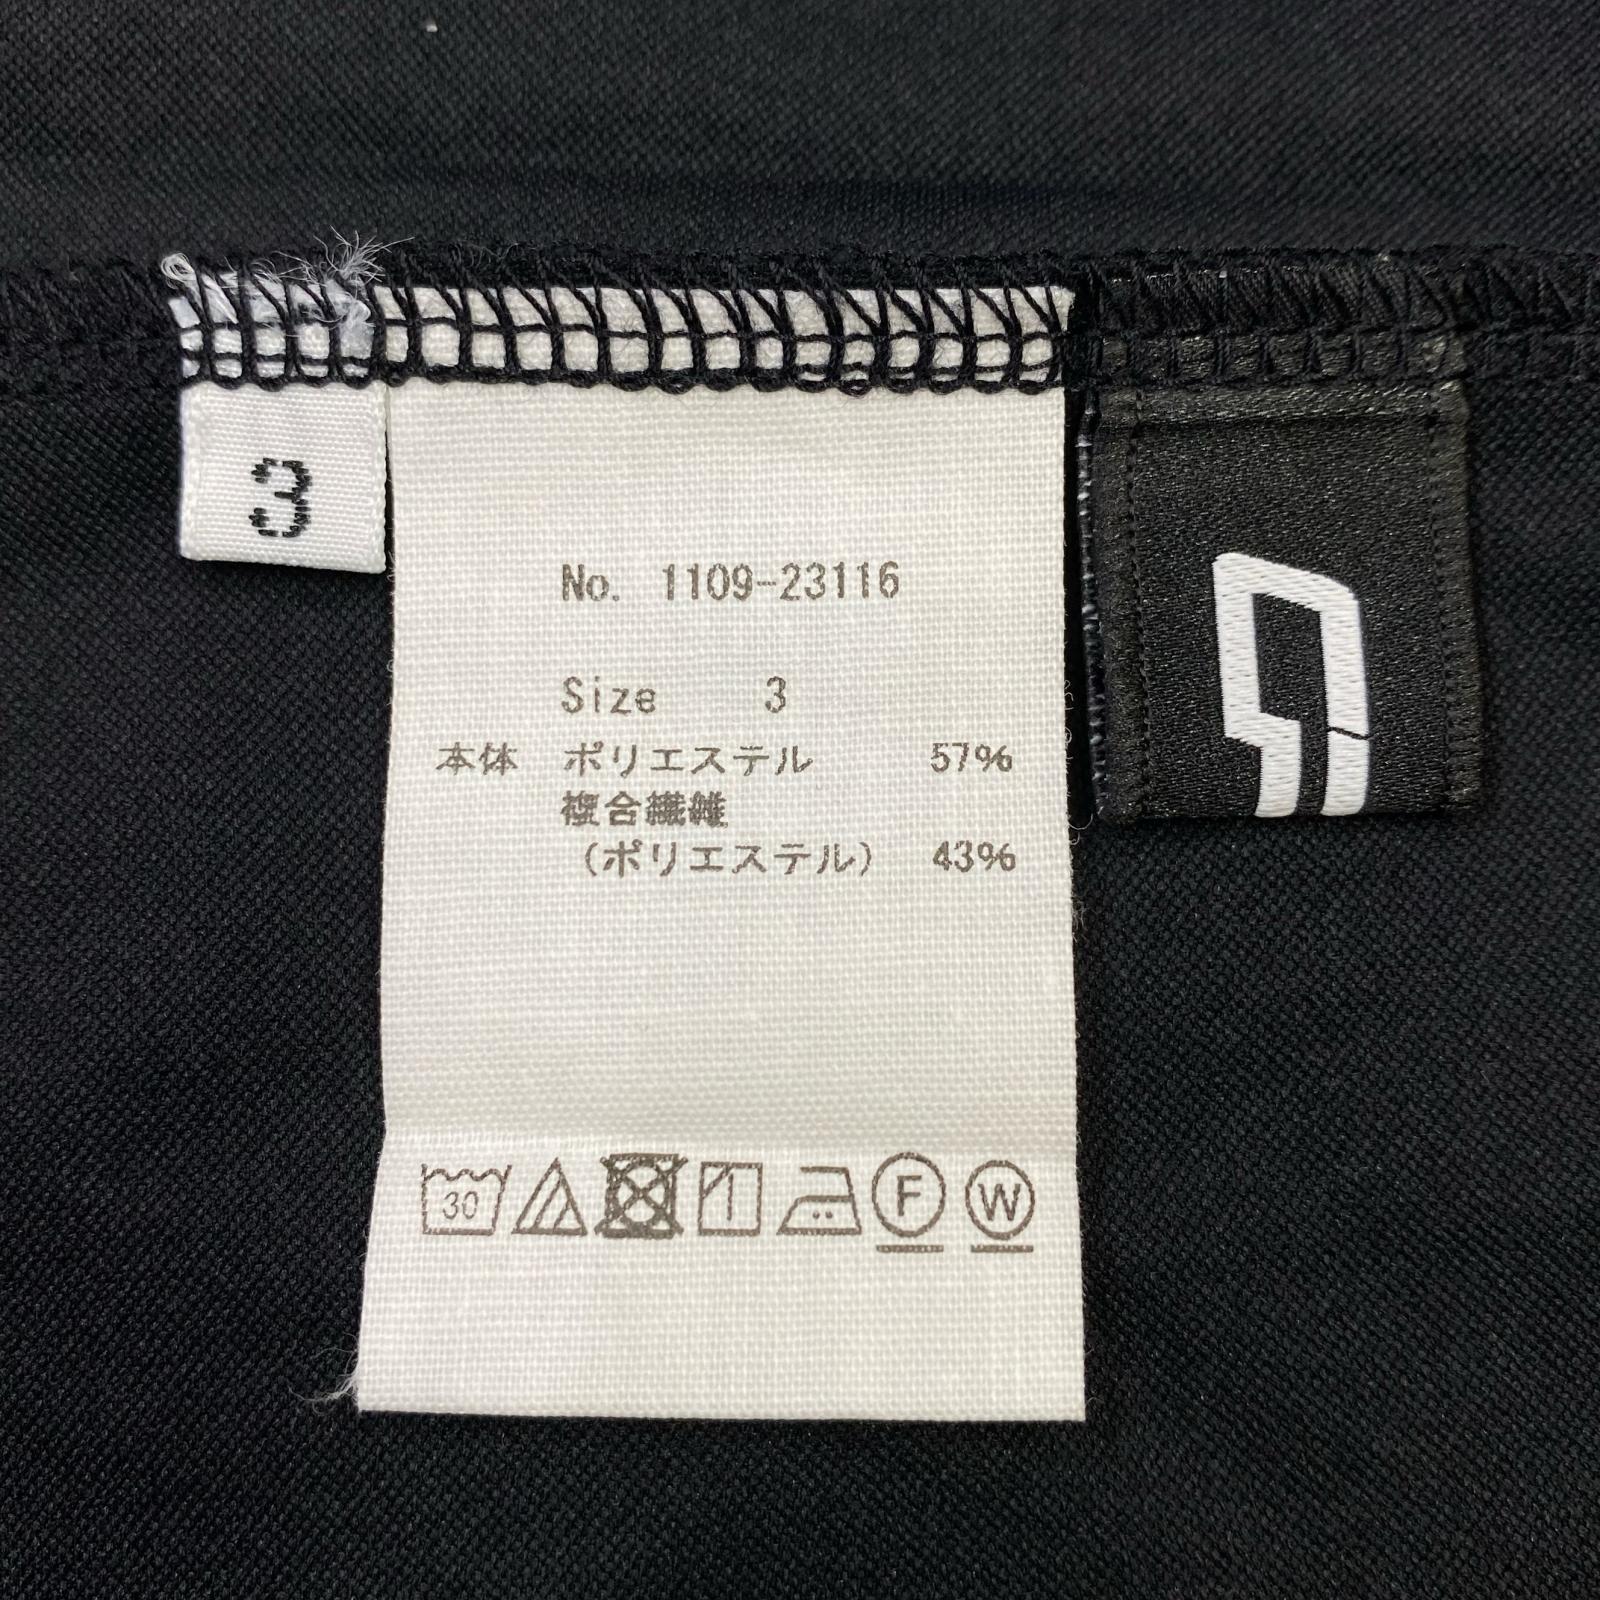 3
No. 1109-23116
Size 3
本体 ポリエステル 57%
複合繊維
(ポリエステル) 43%
30 F W